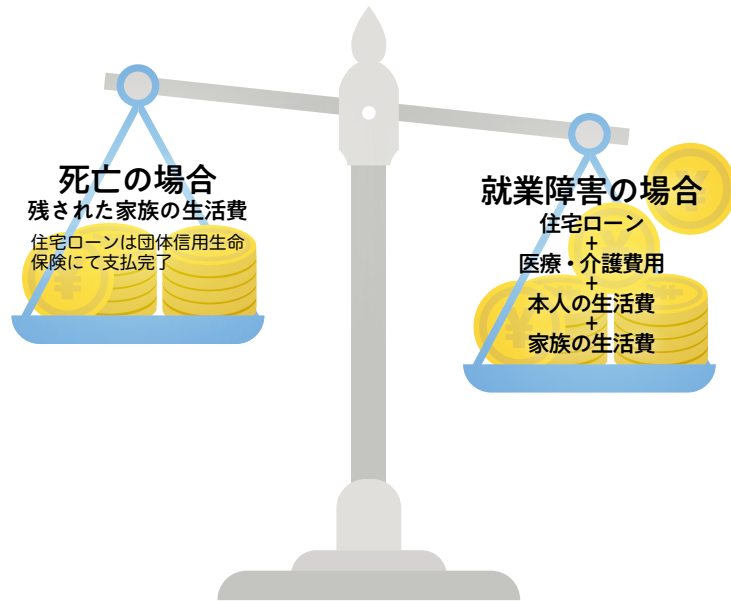 死亡の場合
残された家族の生活費
住宅ローンは団体信用生命
保険にて支払完了
就業障害の場合
住宅ローン
+
医療・介護費用
+
本人の生活費
+
家族の生活費
¥
¥
¥
¥